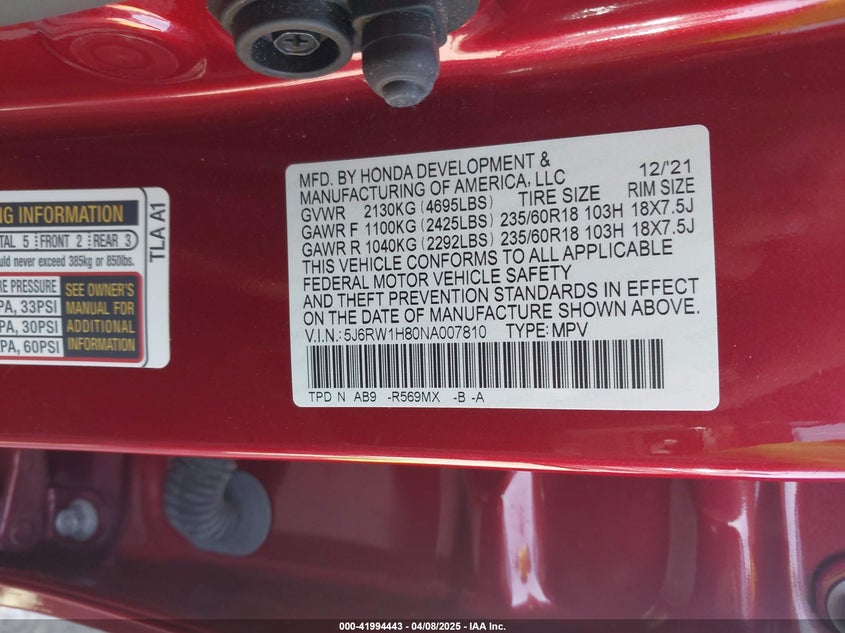 MFD. BY HONDA DEVELOPMENT &
MANUFACTURING OF AMERICA, LLC 12/'21
GVWR 2130KG (4695LBS) TIRE SIZE RIM SIZE
GAWR F 1100KG (2425LBS) 235/60R18 103H 18X7.5J
GAWR R 1040KG (2292LBS) 235/60R18 103H 18X7.5J
THIS VEHICLE CONFORMS TO ALL APPLICABLE
FEDERAL MOTOR VEHICLE SAFETY
AND THEFT PREVENTION STANDARDS IN EFFECT
ON THE DATE OF MANUFACTURE SHOWN ABOVE.
V.I.N.: 5J6RW1H80NA007810 TYPE: MPV
TPD N AB9 -R569MX -B -A
NG INFORMATION
TAL 5 FRONT 2 REAR 3
ould never exceed 385kg or 850lbs.
RE PRESSURE
PA, 33PSI
PA, 30PSI
PA, 60PSI
SEE OWNER'S
MANUAL FOR
ADDITIONAL
INFORMATION
TLA A1
000-41994443 - 04/08/2025 - IAA Inc.